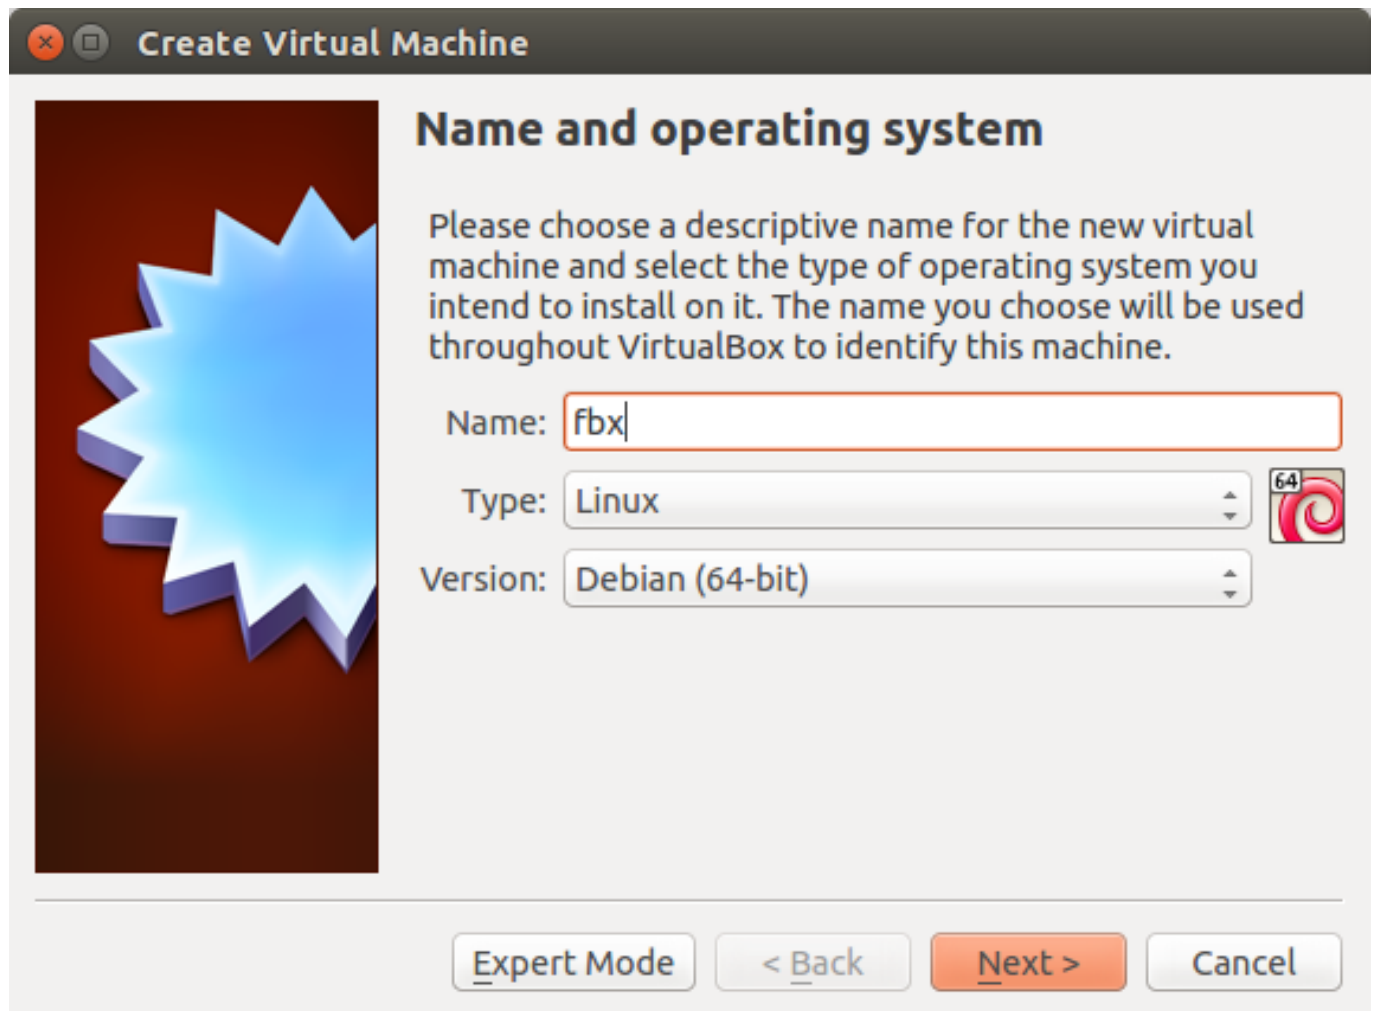 Create Virtual Machine
Name and operating system
Please choose a descriptive name for the new virtual
machine and select the type of operating system you
intend to install on it. The name you choose will be used
throughout VirtualBox to identify this machine.
Name: fbx
Type: Linux
64
Version: Debian (64-bit)
Expert Mode < Back Next > Cancel